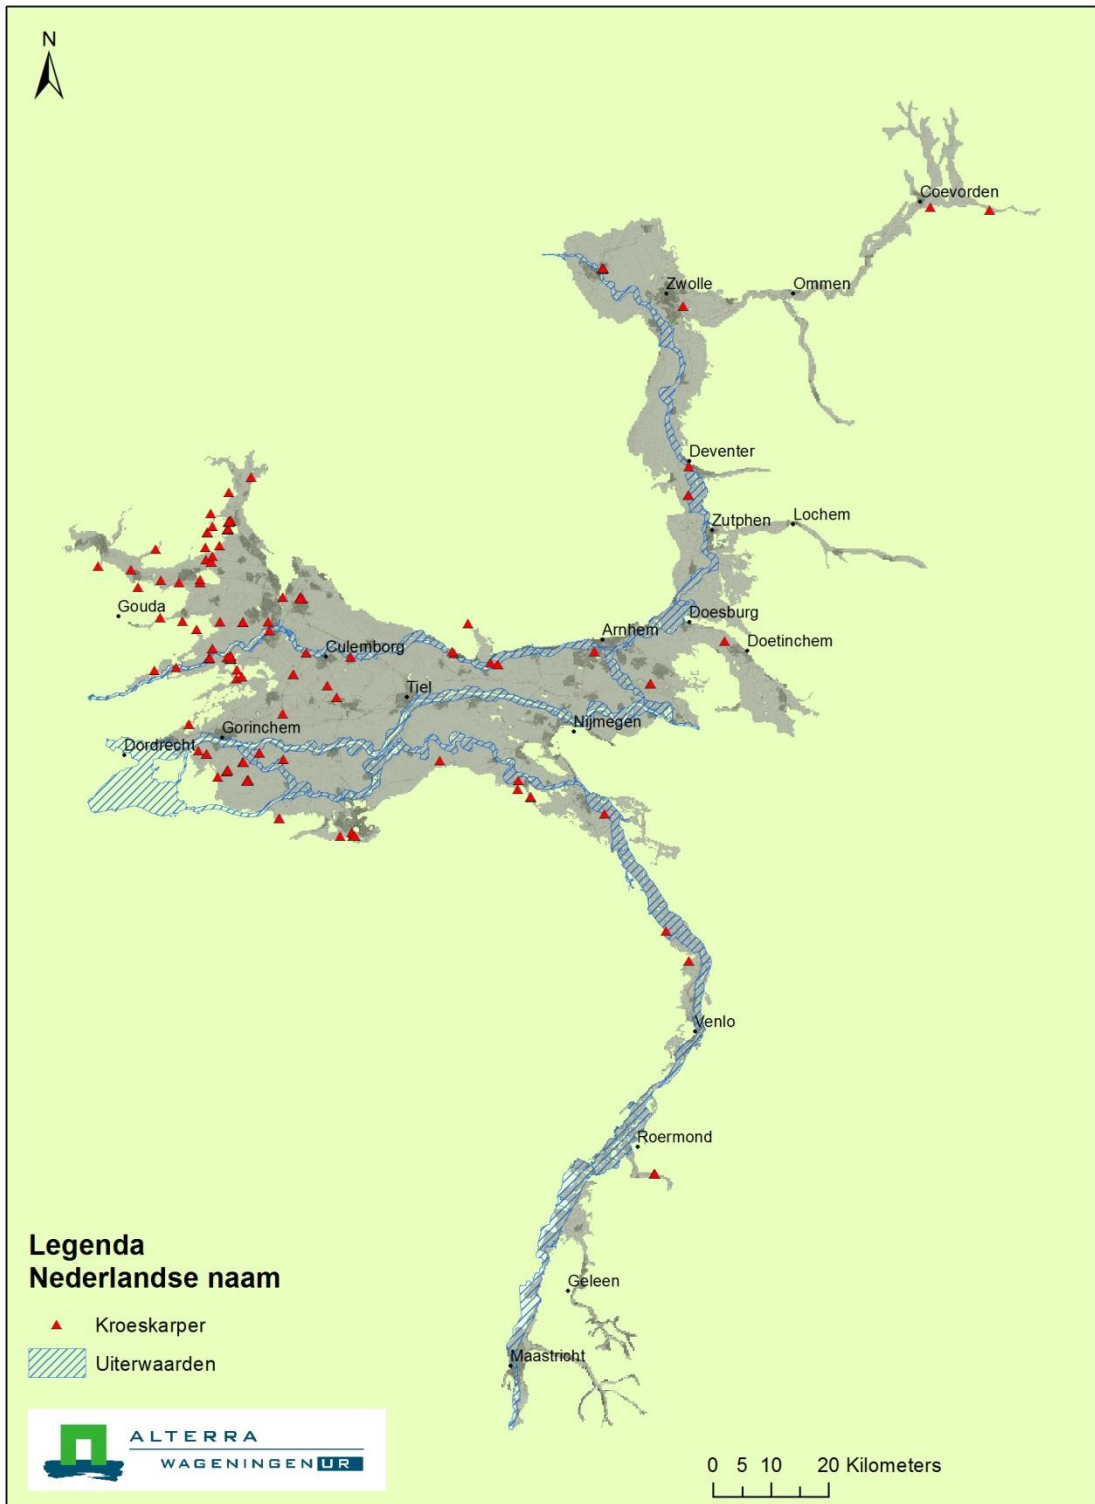 N
Coevorden
Zwolle
Ommen
Deventer
Zutphen
Lochem
Gouda
Doesburg
Arnhem
Doetinchem
Culemborg
Tiel
Nijmegen
Gorinchem
Dordrecht
Venlo
Roermond
Geleen
Maastricht
Legenda
Nederlandse naam
Kroeskarper
Uiterwaarden
ALTERRA
WAGENINGEN UR
0 5 10 20 Kilometers